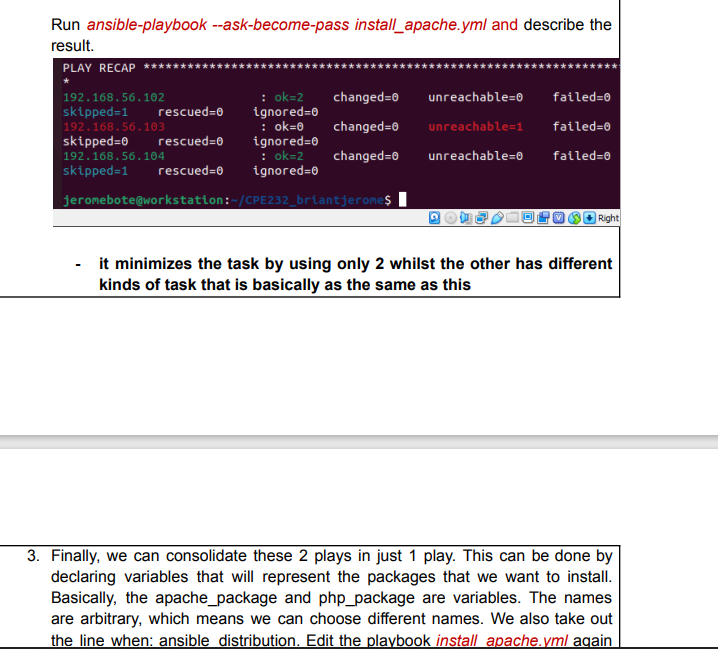 Run ansible-playbook --ask-become-pass install_apache.yml and describe the
result.
PLAY RECAP *****************************************************************
*
192.168.56.102 : ok=2 changed=0 unreachable=0 failed=0
skipped=1 rescued=0 ignored=0
192.168.56.103 : ok=0 changed=0 unreachable=1 failed=0
skipped=0 rescued=0 ignored=0
192.168.56.104 : ok=2 changed=0 unreachable=0 failed=0
skipped=1 rescued=0 ignored=0
jeromebote@workstation:~/CPE232_briantjerome$
Right
- it minimizes the task by using only 2 whilst the other has different
kinds of task that is basically as the same as this
3. Finally, we can consolidate these 2 plays in just 1 play. This can be done by
declaring variables that will represent the packages that we want to install.
Basically, the apache_package and php_package are variables. The names
are arbitrary, which means we can choose different names. We also take out
the line when: ansible_distribution. Edit the playbook install_apache.yml again